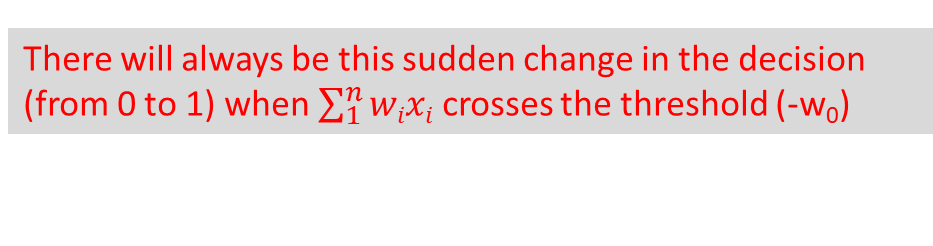 There will always be this sudden change in the decision
(from 0 to 1) when ∑₁ⁿ wᵢxᵢ crosses the threshold (-w₀)